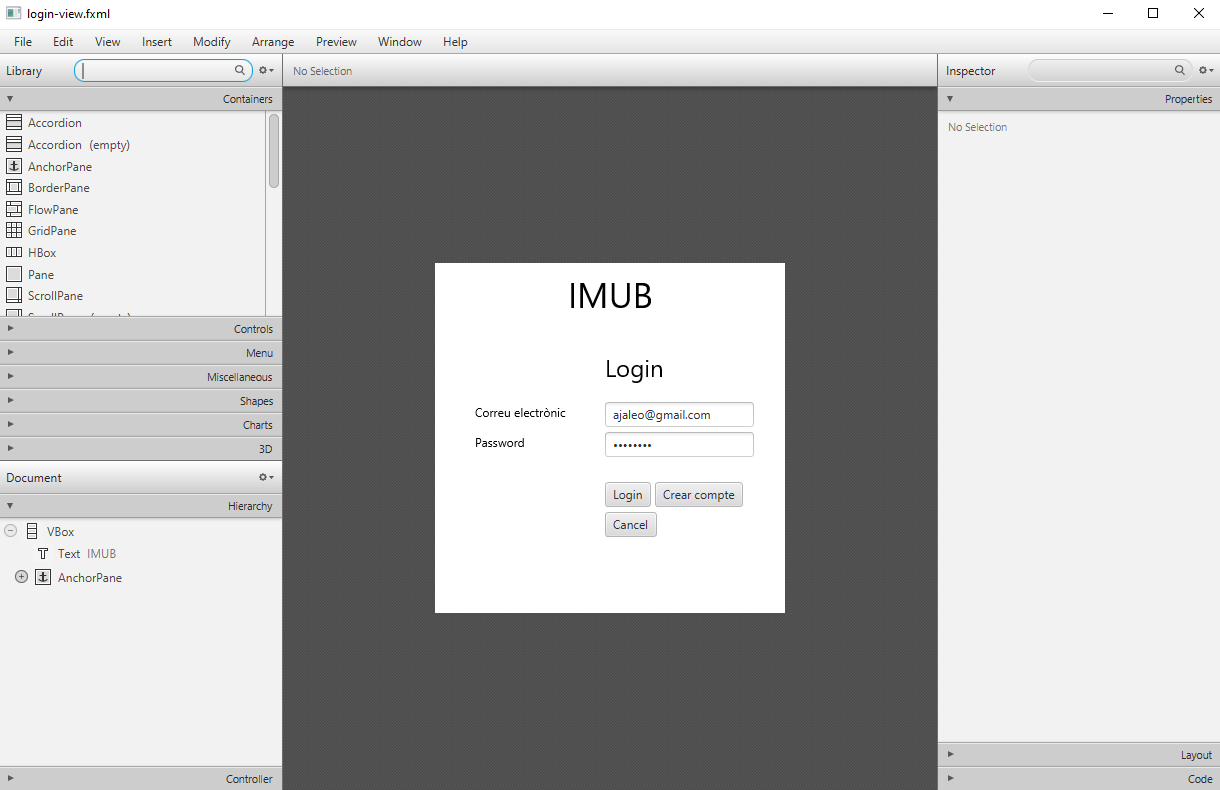 login-view.fxml
File Edit View Insert Modify Arrange Preview Window Help
Library
No Selection
Inspector
Containers
Properties
Accordion
Accordion (empty)
AnchorPane
BorderPane
FlowPane
GridPane
HBox
Pane
ScrollPane
No Selection
Controls
Menu
Miscellaneous
Shapes
Charts
3D
Document
Hierarchy
VBox
Text IMUB
AnchorPane
Controller
IMUB
Login
Correu electrònic ajaleo@gmail.com
Password ••••••••
Login Crear compte
Cancel
Layout
Code